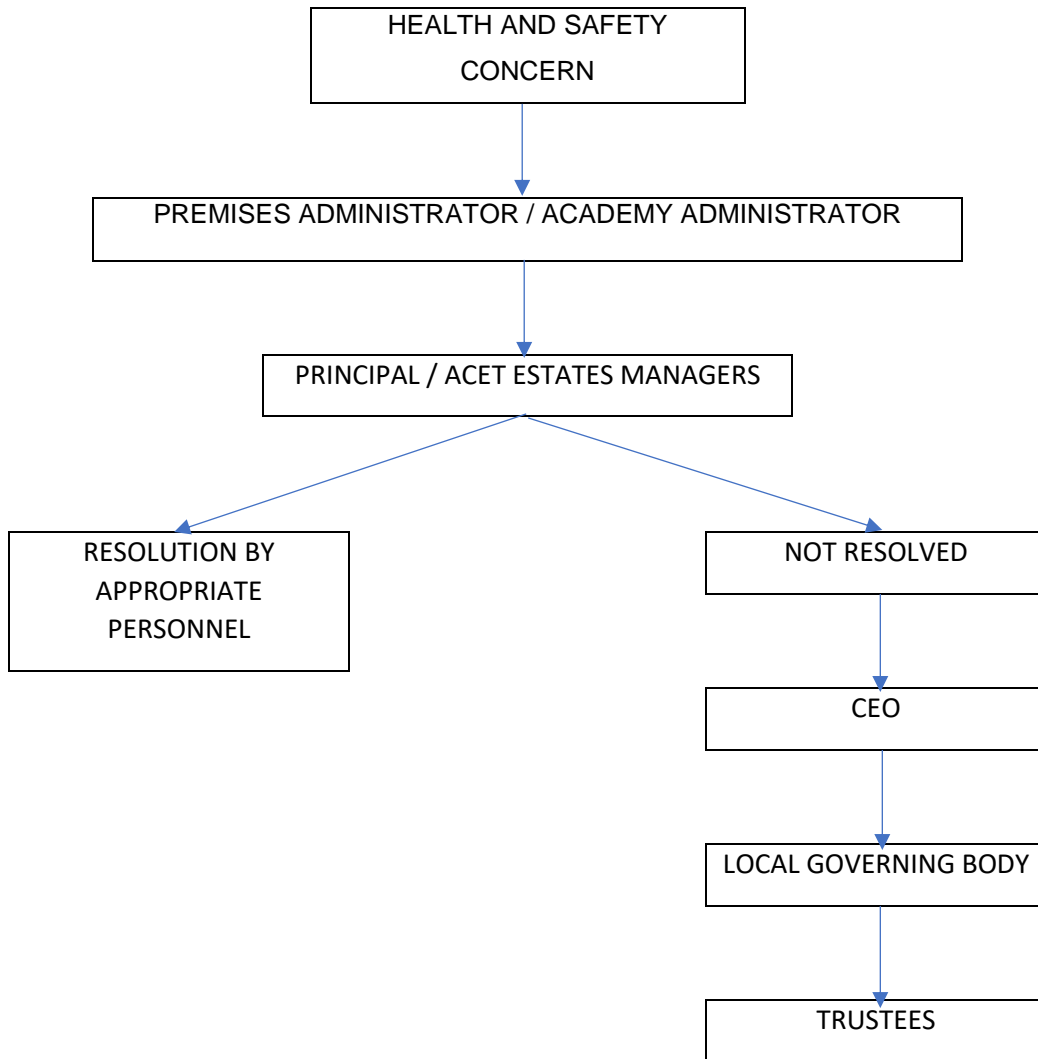 HEALTH AND SAFETY
CONCERN
PREMISES ADMINISTRATOR / ACADEMY ADMINISTRATOR
PRINCIPAL / ACET ESTATES MANAGERS
RESOLUTION BY
APPROPRIATE
PERSONNEL
NOT RESOLVED
CEO
LOCAL GOVERNING BODY
TRUSTEES